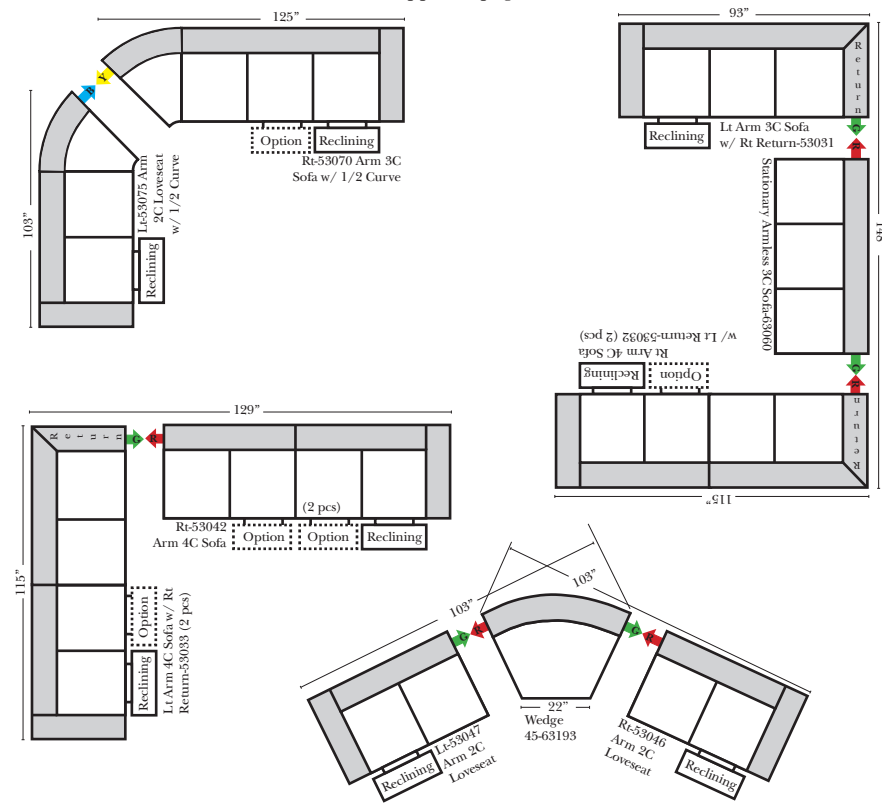 125”
B
Y
Option
Reclining
Rt-53070 Arm 3C
Sofa w/ 1/2 Curve
103”
Lt-53075 Arm
2C Loveseat
w/ 1/2 Curve
Reclining
93”
Return
Reclining
Lt Arm 3C Sofa
w/ Rt Return-53031
G
R
Stationary Armless 3C Sofa-63060
148”
G
R
Rt Arm 4C Sofa
w/ Lt Return-53032 (2 pcs)
Reclining
Option
Return
115”
129”
Return
G
R
(2 pcs)
Rt-53042
Arm 4C Sofa
Option
Option
Reclining
115”
Option
Reclining
Lt Arm 4C Sofa w/ Rt
Return-53033 (2 pcs)
103”
103”
G
R
G
R
22”
Wedge
45-63193
Lt-53047
Arm 2C
Loveseat
Reclining
Rt-53046
Arm 2C
Loveseat
Reclining